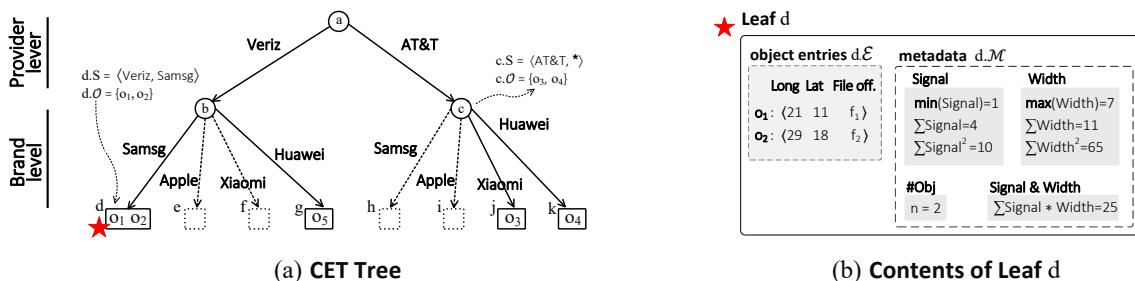 Provider
lever
Brand
level
a
Veriz
AT&T
d.S = ⟨Veriz, Samsg⟩
d.O = {o₁, o₂}
c.S = ⟨AT&T, *⟩
c.O = {o₃, o₄}
b
c
Samsg
Apple
Xiaomi
Huawei
Samsg
Apple
Xiaomi
Huawei
d
o₁ o₂
e
f
g
o₅
h
i
j
o₃
k
o₄
(a) CET Tree
Leaf d
object entries d.ℰ
Long Lat File off.
o₁ : ⟨21 11 f₁⟩
o₂ : ⟨29 18 f₂⟩
metadata d.ℳ
Signal
min(Signal)=1
∑Signal=4
∑Signal²=10
Width
max(Width)=7
∑Width=11
∑Width²=65
#Obj
n = 2
Signal & Width
∑Signal ∗ Width=25
(b) Contents of Leaf d